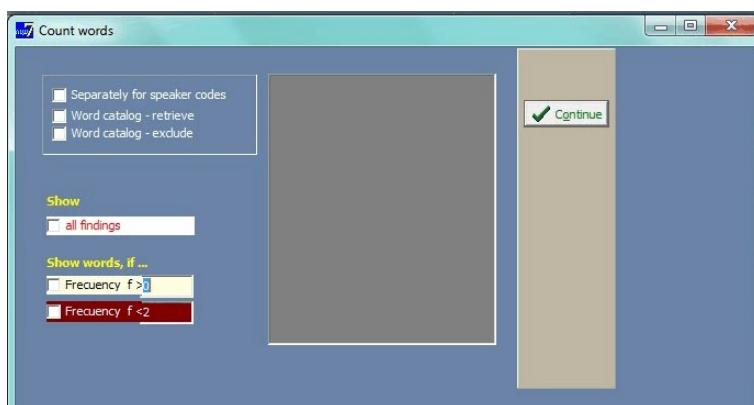 Count words
Separately for speaker codes
Word catalog - retrieve
Word catalog - exclude
Continue
Show
all findings
Show words, if ...
Frecuency f >0
Frecuency f <2